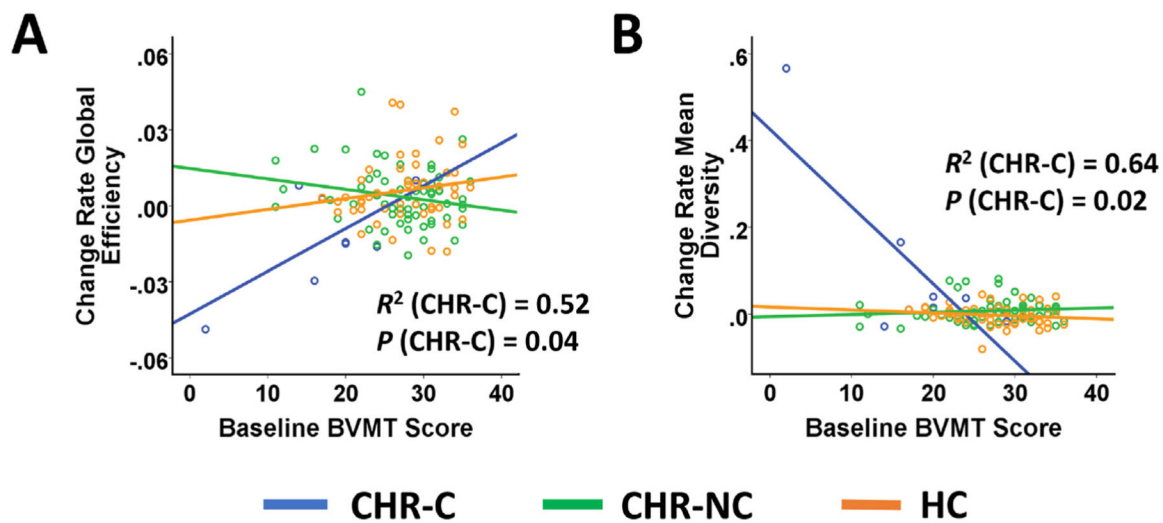 A
B
.06
.03
.00
-.03
-.06
Change Rate Global
Efficiency
R² (CHR-C) = 0.52
P (CHR-C) = 0.04
0 10 20 30 40
Baseline BVMT Score
.6
.4
.2
.0
Change Rate Mean
Diversity
R² (CHR-C) = 0.64
P (CHR-C) = 0.02
0 10 20 30 40
Baseline BVMT Score
CHR-C CHR-NC HC